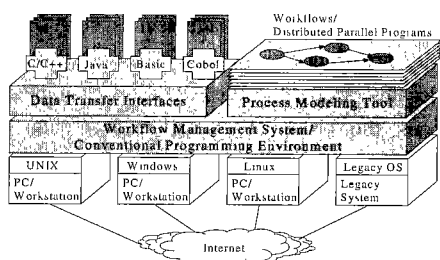 Workflows/
Distributed Parallel Programs
C/C++ Java Basic Cobol
Data Transfer Interfaces
Process Modeling Tool
Workflow Management System/
Conventional Programming Environment
UNIX
PC/
Workstation
Windows
PC/
Workstation
Linux
PC/
Workstation
Legacy OS
Legacy
System
Internet